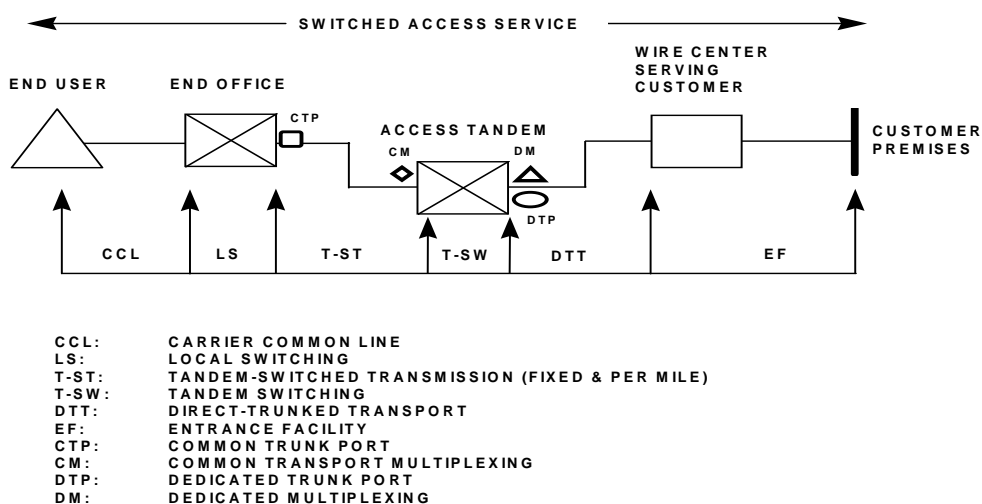 SWITCHED ACCESS SERVICE
WIRE CENTER
SERVING
CUSTOMER
END USER
END OFFICE
CTP
ACCESS TANDEM
CUSTOMER
PREMISES
CM
DM
DTP
CCL
LS
T-ST
T-SW
DTT
EF
CCL: CARRIER COMMON LINE
LS: LOCAL SWITCHING
T-ST: TANDEM-SWITCHED TRANSMISSION (FIXED & PER MILE)
T-SW: TANDEM SWITCHING
DTT: DIRECT-TRUNKED TRANSPORT
EF: ENTRANCE FACILITY
CTP: COMMON TRUNK PORT
CM: COMMON TRANSPORT MULTIPLEXING
DTP: DEDICATED TRUNK PORT
DM: DEDICATED MULTIPLEXING